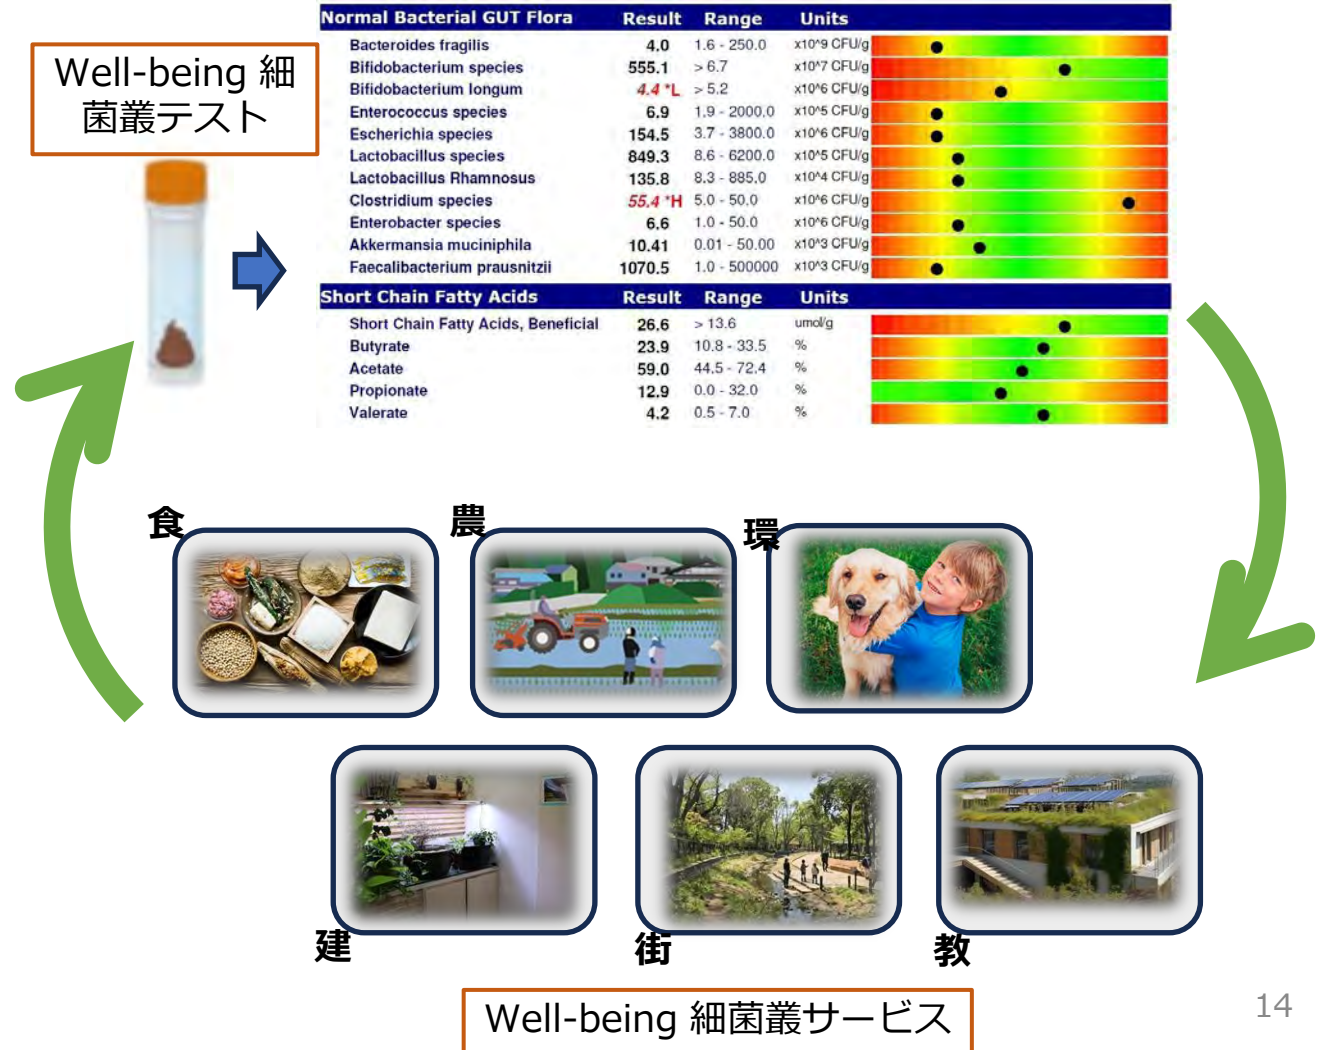 Well-being 細
菌叢テスト
Normal Bacterial GUT Flora Result Range Units
Bacteroides fragilis 4.0 1.6 - 250.0 x10^9 CFU/g
Bifidobacterium species 555.1 > 6.7 x10^7 CFU/g
Bifidobacterium longum 4.4 *L > 5.2 x10^6 CFU/g
Enterococcus species 6.9 1.9 - 2000.0 x10^5 CFU/g
Escherichia species 154.5 3.7 - 3800.0 x10^6 CFU/g
Lactobacillus species 849.3 8.6 - 6200.0 x10^5 CFU/g
Lactobacillus Rhamnosus 135.8 8.3 - 885.0 x10^4 CFU/g
Clostridium species 55.4 *H 5.0 - 50.0 x10^6 CFU/g
Enterobacter species 6.6 1.0 - 50.0 x10^6 CFU/g
Akkermansia muciniphila 10.41 0.01 - 50.00 x10^3 CFU/g
Faecalibacterium prausnitzii 1070.5 1.0 - 500000 x10^3 CFU/g
Short Chain Fatty Acids Result Range Units
Short Chain Fatty Acids, Beneficial 26.6 > 13.6 umol/g
Butyrate 23.9 10.8 - 33.5 %
Acetate 59.0 44.5 - 72.4 %
Propionate 12.9 0.0 - 32.0 %
Valerate 4.2 0.5 - 7.0 %
食 農 環
建 街 教
Well-being 細菌叢サービス
14